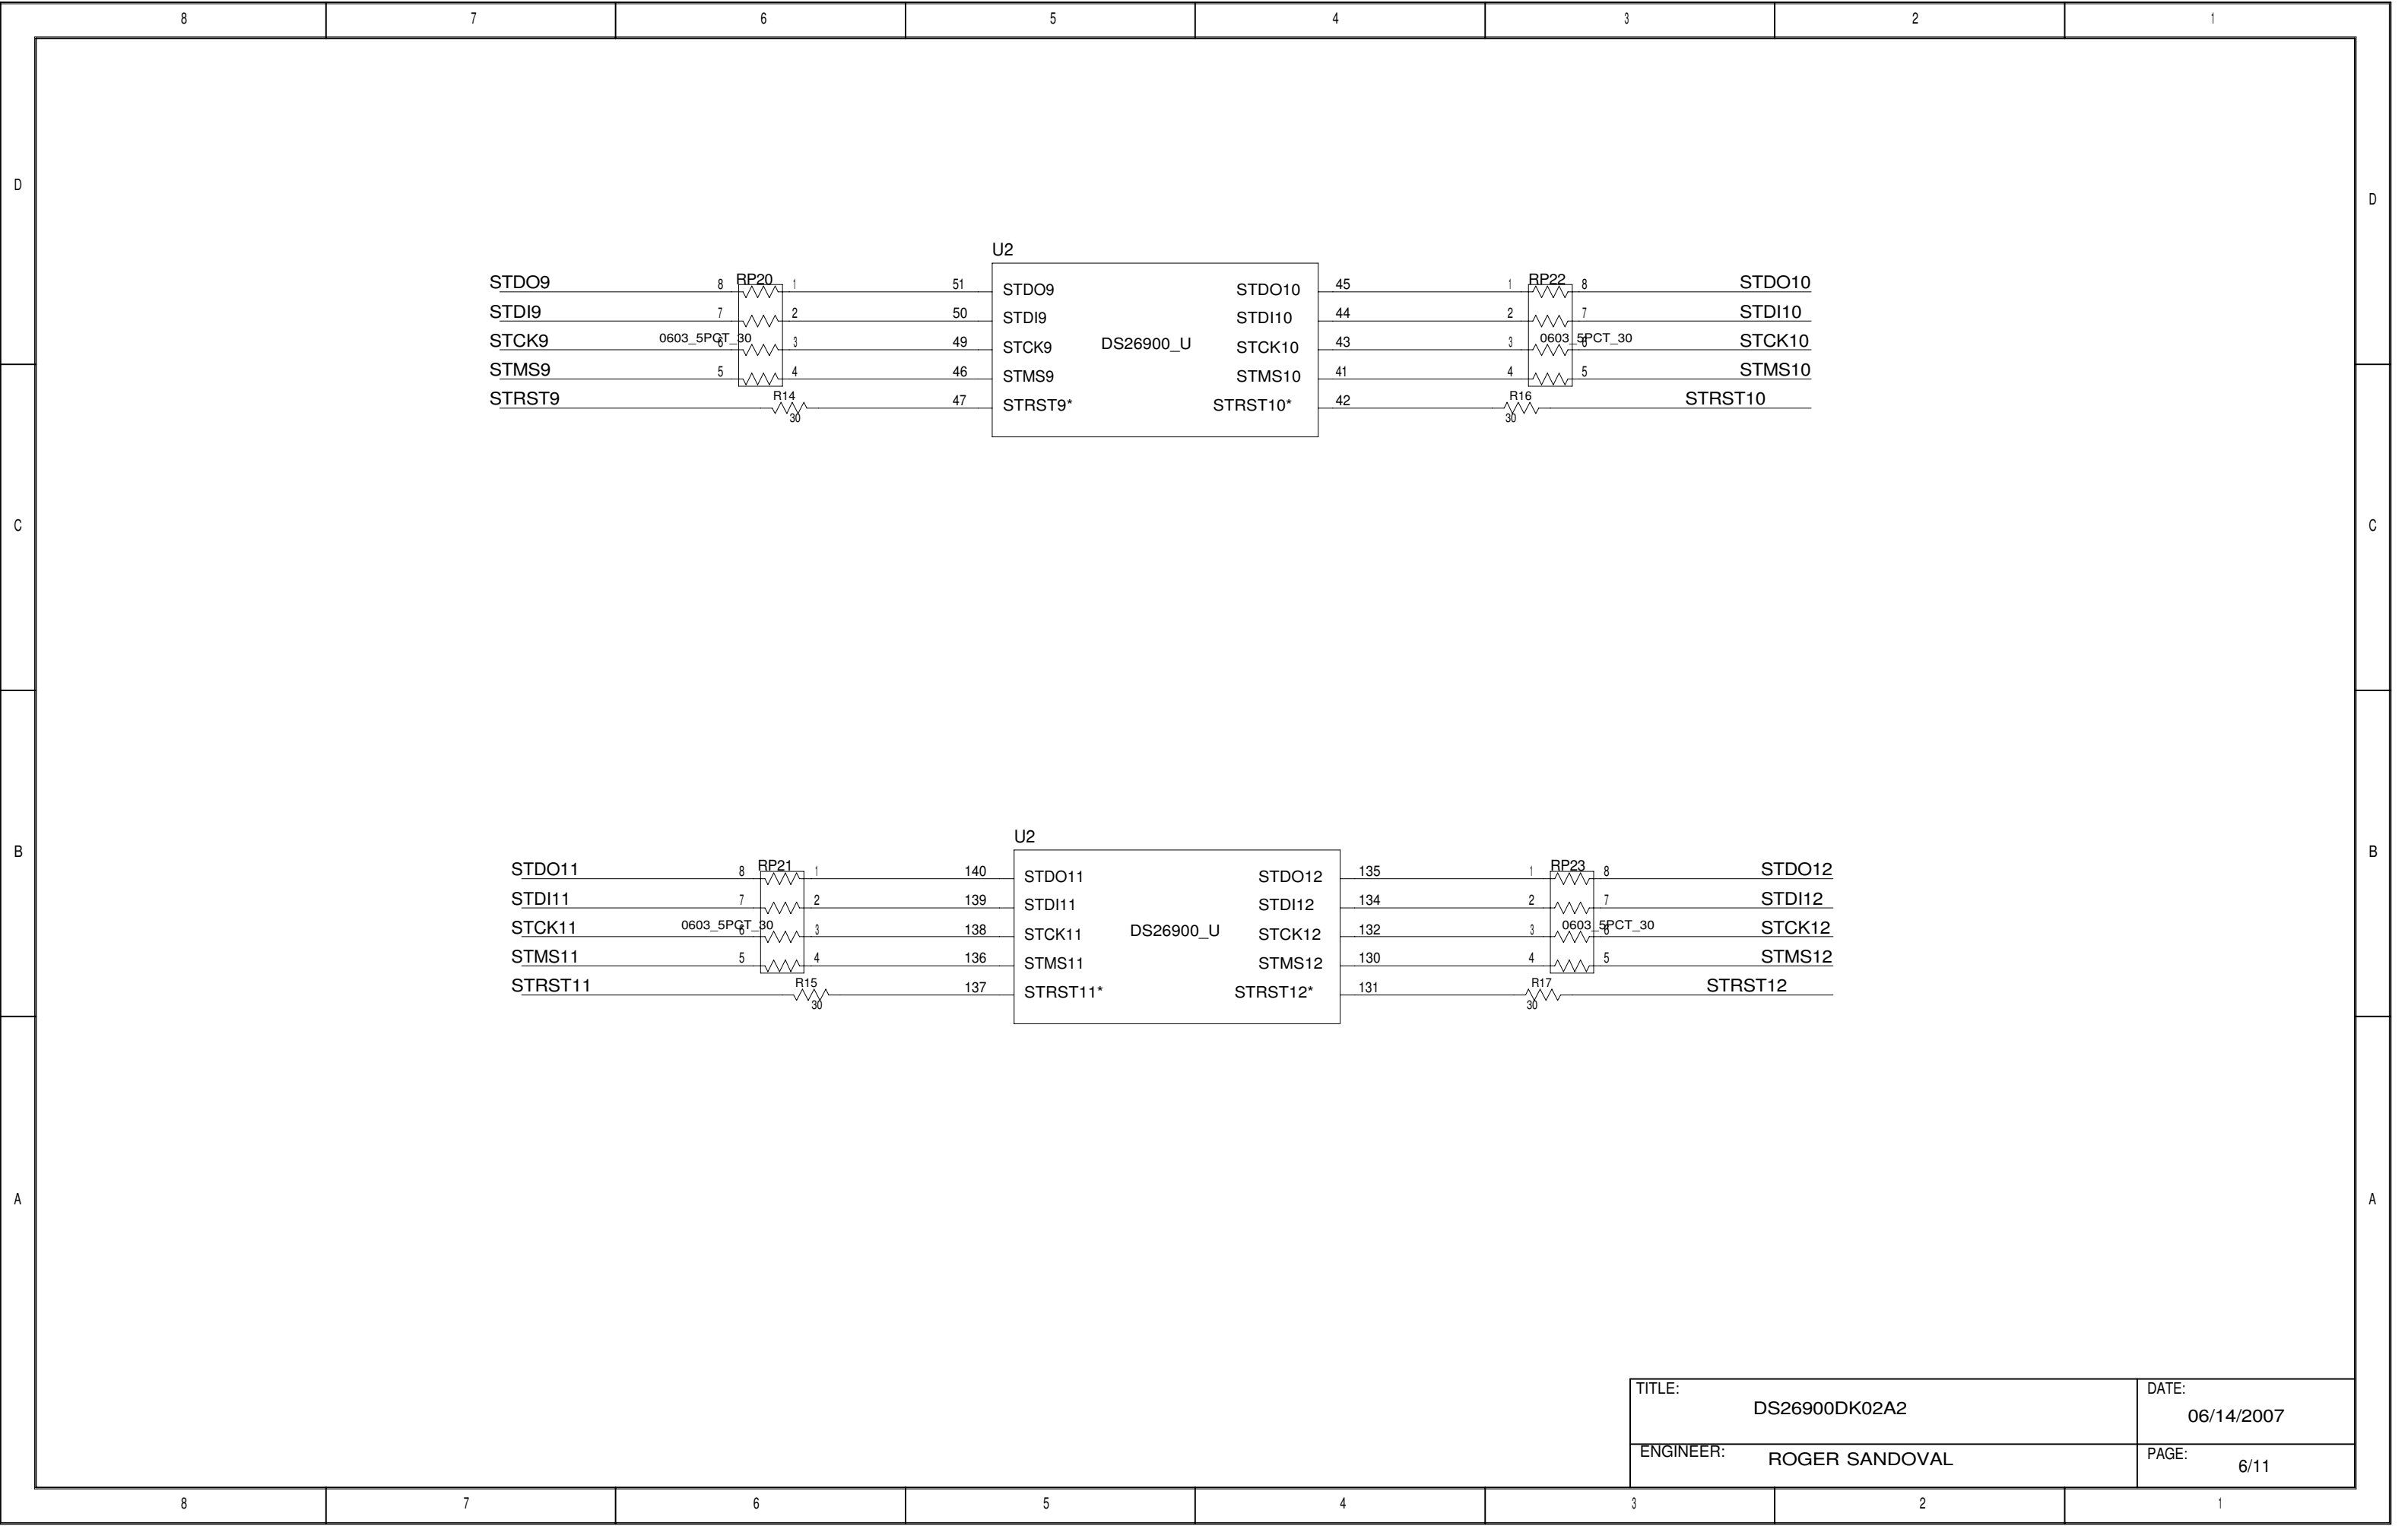 8 7 6 5 4 3 2 1
D D
U2
STDO9 8 RP20 1 51 STDO9 STDO10 45 1 RP22 8 STDO10
STDI9 7 2 50 STDI9 STDI10 44 2 7 STDI10
STCK9 0603_5PCT_30 6 3 49 STCK9 DS26900_U STCK10 43 3 0603_5PCT_30 6 STCK10
STMS9 5 4 46 STMS9 STMS10 41 4 5 STMS10
STRST9 R14 30 47 STRST9* STRST10* 42 R16 30 STRST10
C C
U2
B B
STDO11 8 RP21 1 140 STDO11 STDO12 135 1 RP23 8 STDO12
STDI11 7 2 139 STDI11 STDI12 134 2 7 STDI12
STCK11 0603_5PCT_30 6 3 138 STCK11 DS26900_U STCK12 132 3 0603_5PCT_30 6 STCK12
STMS11 5 4 136 STMS11 STMS12 130 4 5 STMS12
STRST11 R15 30 137 STRST11* STRST12* 131 R17 30 STRST12
A A
TITLE: DS26900DK02A2 DATE: 06/14/2007
ENGINEER: ROGER SANDOVAL PAGE: 6/11
8 7 6 5 4 3 2 1